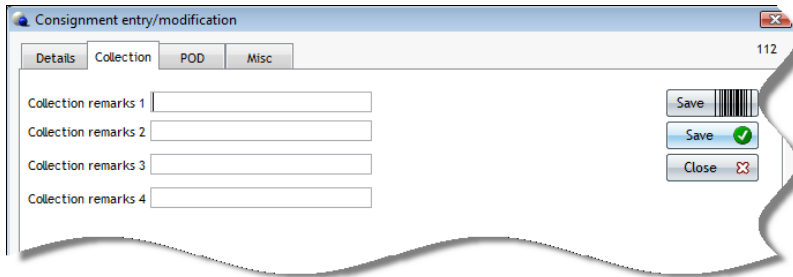 Consignment entry/modification
Details Collection POD Misc 112
Collection remarks 1 Save
Collection remarks 2 Save
Collection remarks 3 Close
Collection remarks 4